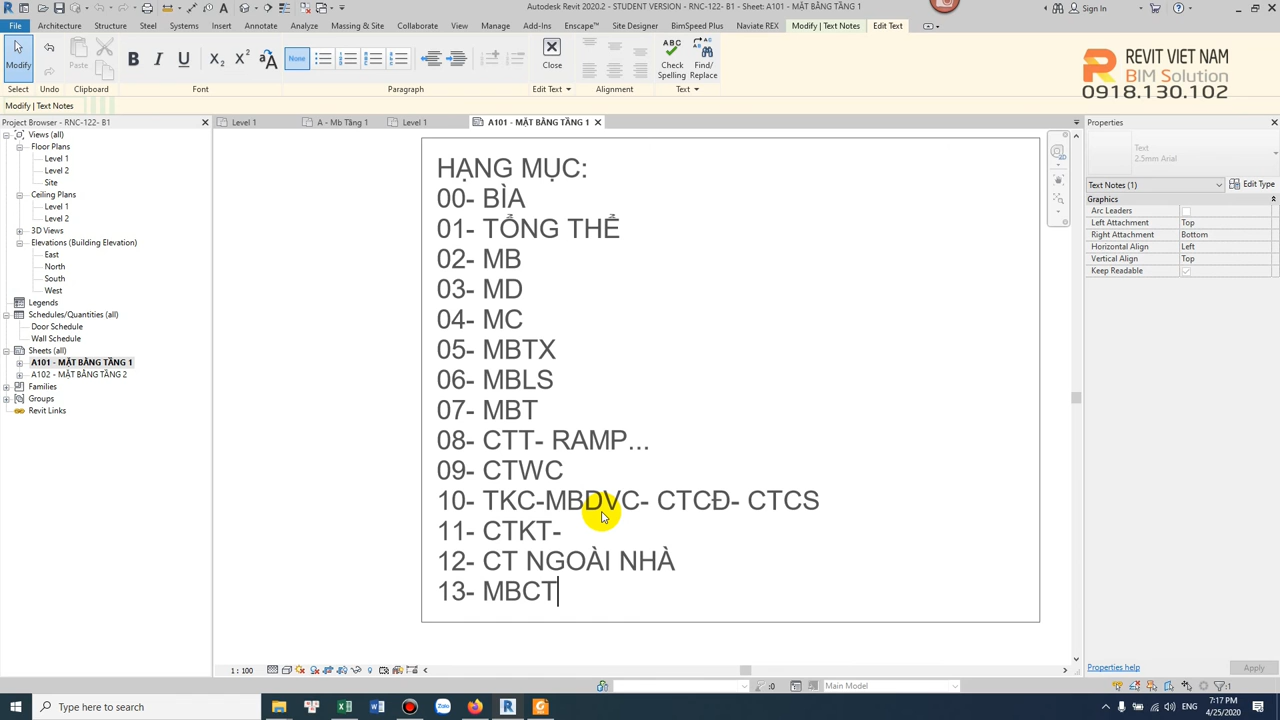 Autodesk Revit 2020.2 - STUDENT VERSION - RNC-122- B1 - Sheet: A101 - MẶT BẰNG TẦNG 1
Sign In
File Architecture Structure Steel Systems Insert Annotate Analyze Massing & Site Collaborate View Manage Add-Ins Enscape™ Site Designer BimSpeed Plus Naviate REX Modify | Text Notes Edit Text
Modify
Paste
None
Close
Check Spelling
Find/ Replace
Select Undo Clipboard Font Paragraph Edit Text Alignment Text
REVIT VIET NAM
BIM Solution
0918.130.102
Modify | Text Notes
Project Browser - RNC-122- B1
Views (all)
Floor Plans
Level 1
Level 2
Site
Ceiling Plans
Level 1
Level 2
3D Views
Elevations (Building Elevation)
East
North
South
West
Legends
Schedules/Quantities (all)
Door Schedule
Wall Schedule
Sheets (all)
A101 - MẶT BẰNG TẦNG 1
A102 - MẶT BẰNG TẦNG 2
Families
Groups
Revit Links
Level 1
A - Mb Tầng 1
Level 1
A101 - MẶT BẰNG TẦNG 1
HẠNG MỤC:
00- BÌA
01- TỔNG THỂ
02- MB
03- MD
04- MC
05- MBTX
06- MBLS
07- MBT
08- CTT- RAMP...
09- CTWC
10- TKC-MBDVC- CTCĐ- CTCS
11- CTKT-
12- CT NGOÀI NHÀ
13- MBCT
Properties
Text
2.5mm Arial
Text Notes (1)
Edit Type
Graphics
Arc Leaders
Left Attachment Top
Right Attachment Bottom
Horizontal Align Left
Vertical Align Top
Keep Readable
Properties help
Apply
1 : 100
:0
Main Model
:1
Type here to search
ENG
7:17 PM
4/25/2020